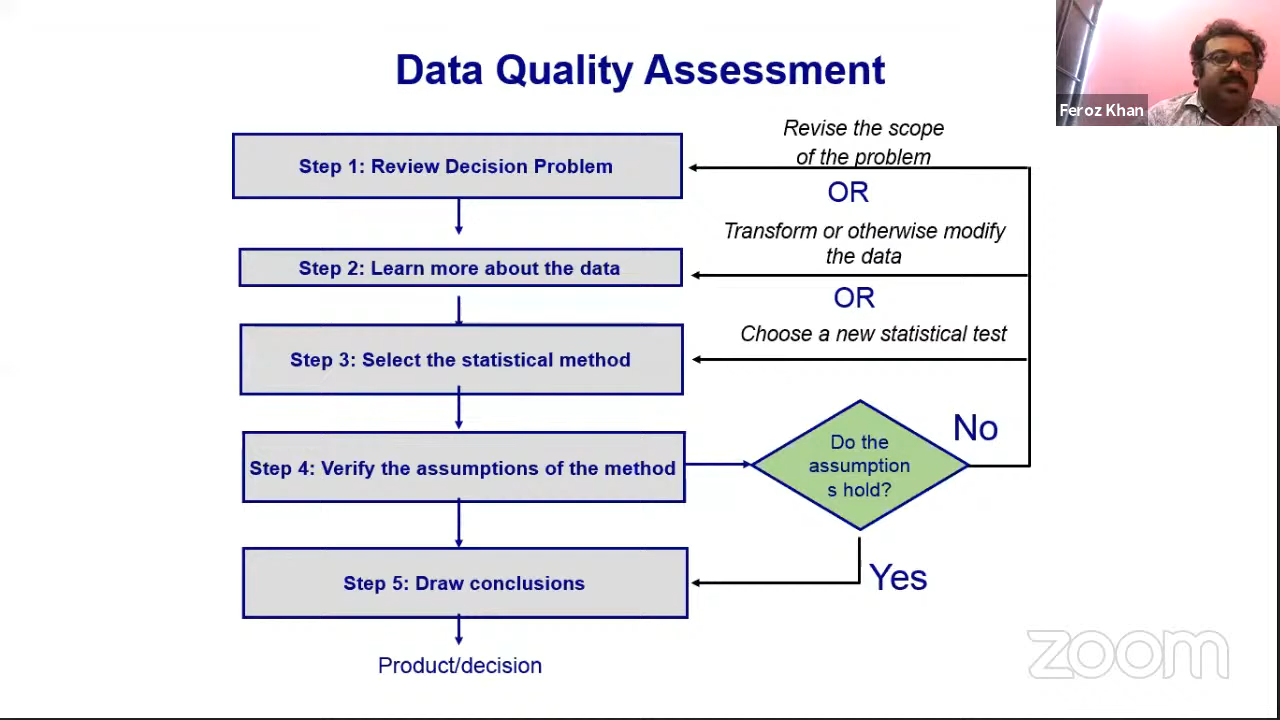 Data Quality Assessment
Feroz Khan
Revise the scope
of the problem
Step 1: Review Decision Problem
OR
Transform or otherwise modify
the data
Step 2: Learn more about the data
OR
Choose a new statistical test
Step 3: Select the statistical method
No
Do the
assumption
s hold?
Step 4: Verify the assumptions of the method
Yes
Step 5: Draw conclusions
Product/decision
zoom